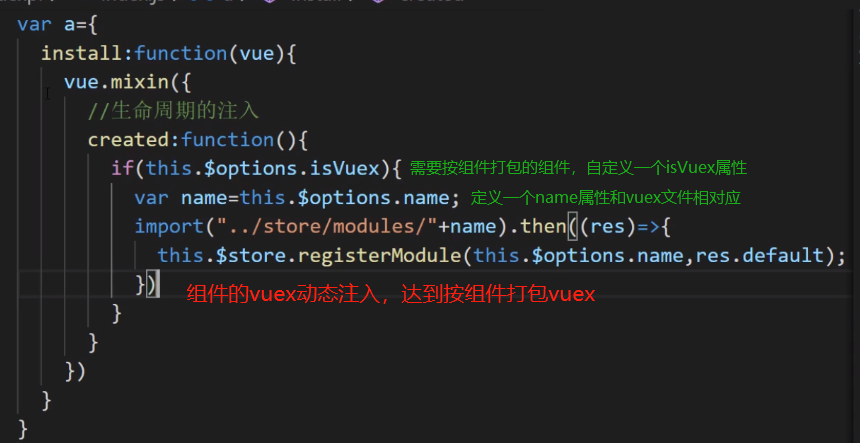 var a={
install:function(vue){
vue.mixin({
//生命周期的注入
created:function(){
if(this.$options.isVuex){ 需要按组件打包的组件，自定义一个isVuex属性
var name=this.$options.name; 定义一个name属性和vuex文件相对应
import("../store/modules/"+name).then((res)=>{
this.$store.registerModule(this.$options.name,res.default);
}) 组件的vuex动态注入，达到按组件打包vuex
}
}
})
}
}